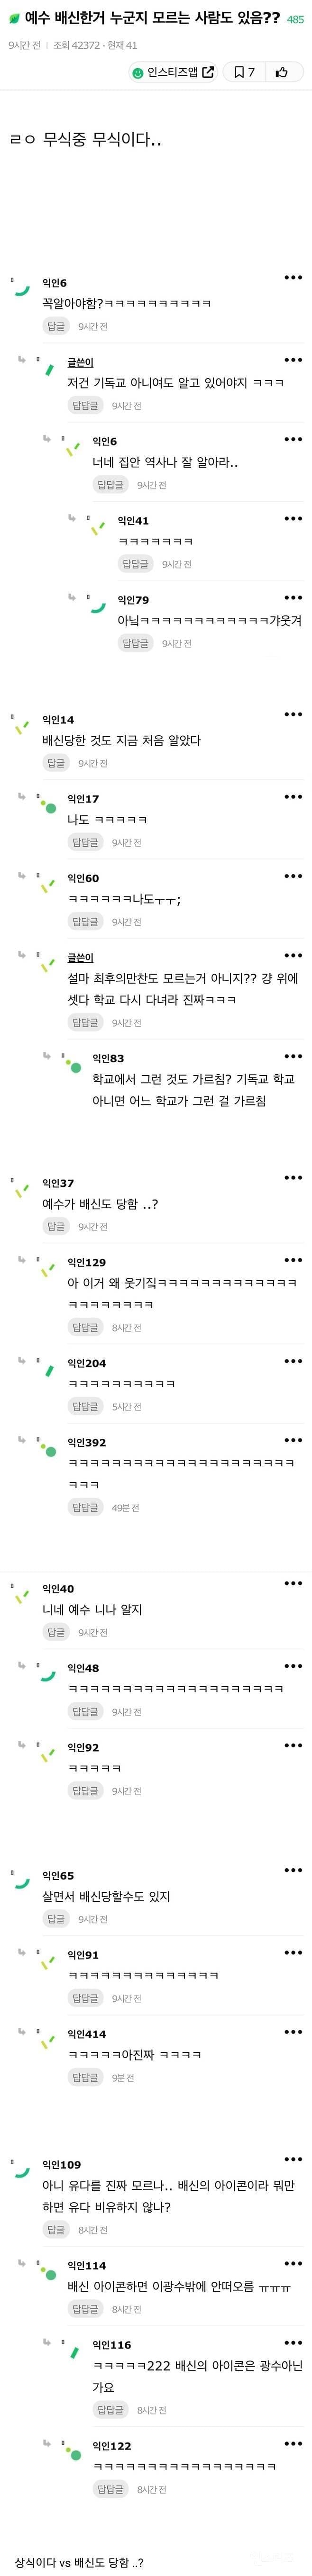 예수 배신한거 누군지 모르는 사람도 있음?? 485
9시간 전 | 조회 42372 · 현재 41
인스티즈앱 7
ㄹㅇ 무식중 무식이다..
익인6
꼭알아야함?ㅋㅋㅋㅋㅋㅋㅋㅋㅋㅋ
답글 9시간 전
글쓴이
저건 기독교 아니여도 알고 있어야지 ㅋㅋㅋ
답답글 9시간 전
익인6
너네 집안 역사나 잘 알아라..
답답글 9시간 전
익인41
ㅋㅋㅋㅋㅋㅋㅋ
답답글 9시간 전
익인79
아닠ㅋㅋㅋㅋㅋㅋㅋㅋㅋㅋㅋㅋ갸웃겨
답답글 9시간 전
익인14
배신당한 것도 지금 처음 알았다
답글 9시간 전
익인17
나도 ㅋㅋㅋㅋㅋ
답답글 9시간 전
익인60
ㅋㅋㅋㅋㅋㅋ나도ㅜㅜ;
답답글 9시간 전
글쓴이
설마 최후의만찬도 모르는거 아니지?? 걍 위에
셋다 학교 다시 다녀라 진짜ㅋㅋㅋ
답답글 9시간 전
익인83
학교에서 그런 것도 가르침? 기독교 학교
아니면 어느 학교가 그런 걸 가르침
익인37
예수가 배신도 당함 ..?
답글 9시간 전
익인129
아 이거 왜 웃기짘ㅋㅋㅋㅋㅋㅋㅋㅋㅋㅋㅋㅋㅋ
ㅋㅋㅋㅋㅋㅋㅋㅋ
답답글 8시간 전
익인204
ㅋㅋㅋㅋㅋㅋㅋㅋㅋㅋ
답답글 5시간 전
익인392
ㅋㅋㅋㅋㅋㅋㅋㅋㅋㅋㅋㅋㅋㅋㅋㅋㅋㅋㅋㅋㅋ
ㅋㅋㅋ
답답글 49분 전
익인40
니네 예수 니나 알지
답글 9시간 전
익인48
ㅋㅋㅋㅋㅋㅋㅋㅋㅋㅋㅋㅋㅋㅋㅋㅋㅋㅋㅋㅋ
답답글 9시간 전
익인92
ㅋㅋㅋㅋㅋ
답답글 9시간 전
익인65
살면서 배신당할수도 있지
답글 9시간 전
익인91
ㅋㅋㅋㅋㅋㅋㅋㅋㅋㅋㅋㅋㅋㅋ
답답글 9시간 전
익인414
ㅋㅋㅋㅋㅋ아진짜 ㅋㅋㅋㅋ
답답글 9분 전
익인109
아니 유다를 진짜 모르나.. 배신의 아이콘이라 뭐만
하면 유다 비유하지 않나?
답글 8시간 전
익인114
배신 아이콘하면 이광수밖에 안떠오름 ㅠㅠㅠ
답답글 8시간 전
익인116
ㅋㅋㅋㅋㅋ222 배신의 아이콘은 광수아닌
가요
답답글 8시간 전
익인122
ㅋㅋㅋㅋㅋㅋㅋㅋㅋㅋㅋㅋㅋㅋㅋㅋㅋ
답답글 8시간 전
상식이다 vs 배신도 당함 ..?